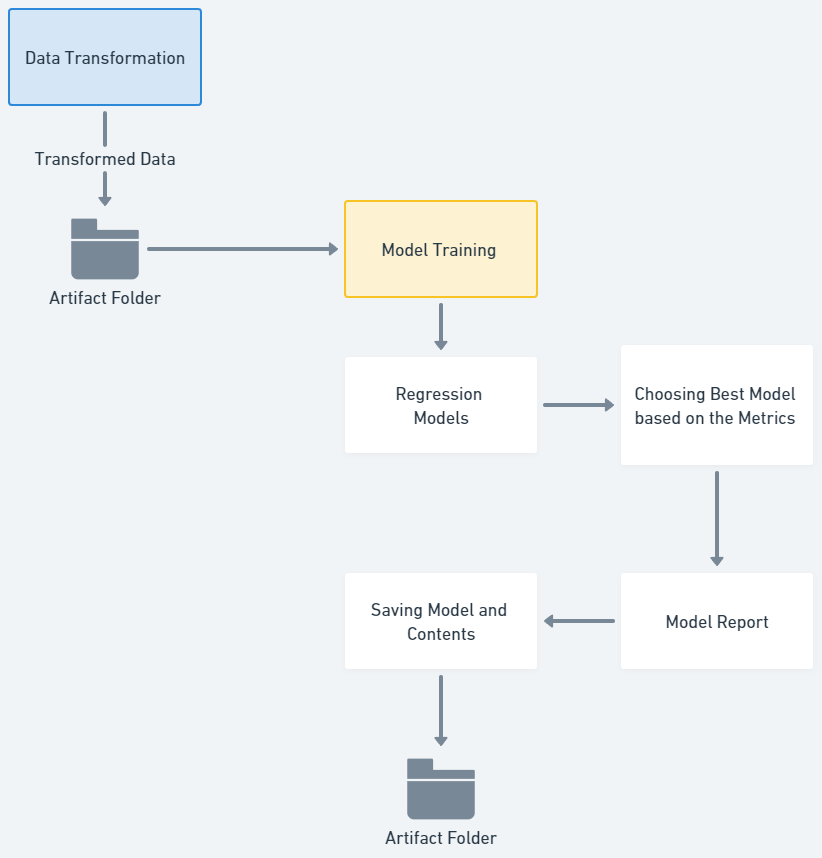 Data Transformation
Transformed Data
Artifact Folder
Model Training
Regression
Models
Choosing Best Model
based on the Metrics
Model Report
Saving Model and
Contents
Artifact Folder